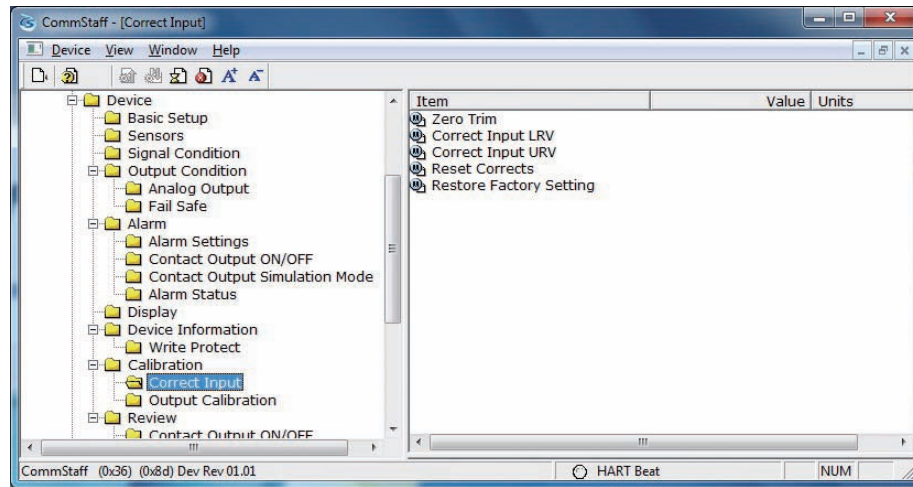 CommStaff - [Correct Input]
Device View Window Help
Device
Basic Setup
Sensors
Signal Condition
Output Condition
Analog Output
Fail Safe
Alarm
Alarm Settings
Contact Output ON/OFF
Contact Output Simulation Mode
Alarm Status
Display
Device Information
Write Protect
Calibration
Correct Input
Output Calibration
Review
Contact Output ON/OFF
Item Value Units
Zero Trim
Correct Input LRV
Correct Input URV
Reset Corrects
Restore Factory Setting
CommStaff (0x36) (0x8d) Dev Rev 01.01 HART Beat NUM